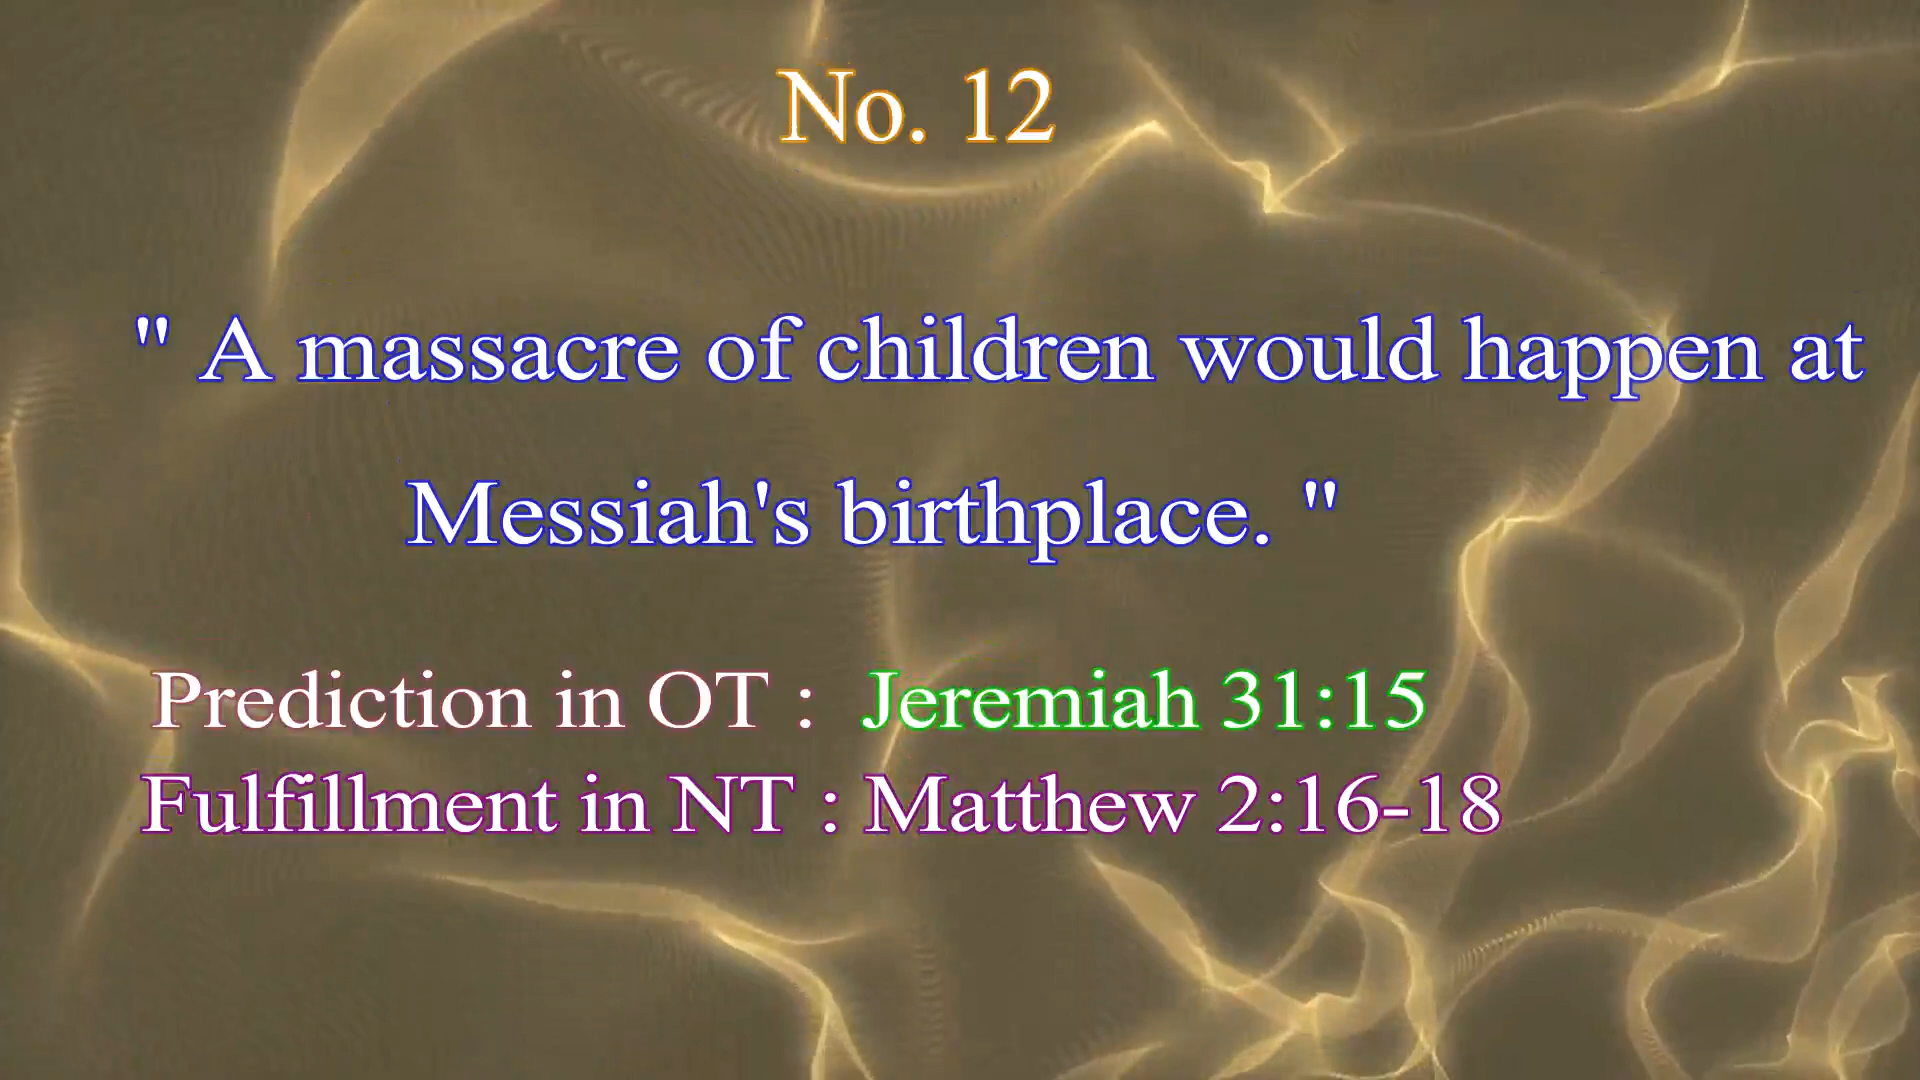 No. 12
" A massacre of children would happen at
Messiah's birthplace. "
Prediction in OT : Jeremiah 31:15
Fulfillment in NT : Matthew 2:16-18